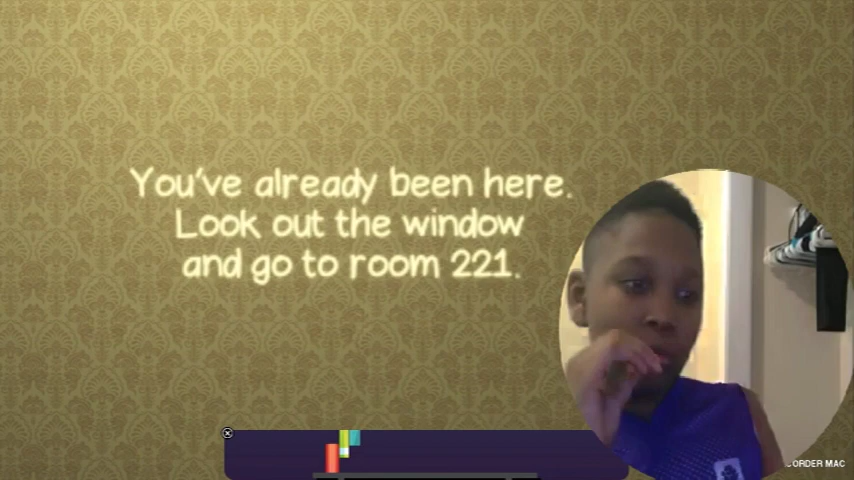 You've already been here.
Look out the window
and go to room 221.
ORDER MAC